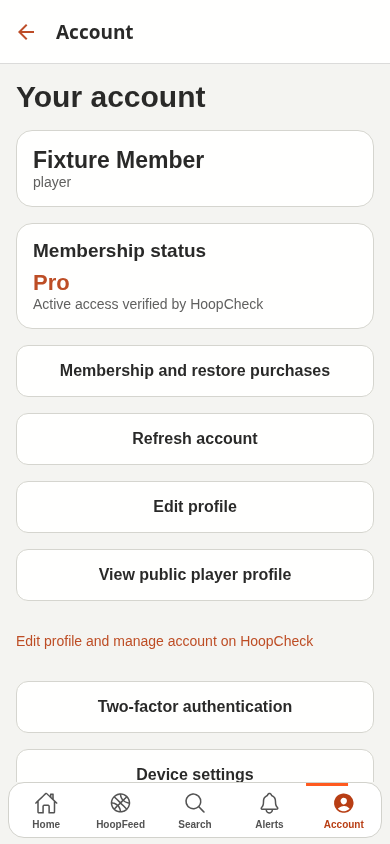 Account
Your account
Fixture Member
player
Membership status
Pro
Active access verified by HoopCheck
Membership and restore purchases
Refresh account
Edit profile
View public player profile
Edit profile and manage account on HoopCheck
Two-factor authentication
Device settings
Home
HoopFeed
Search
Alerts
Account